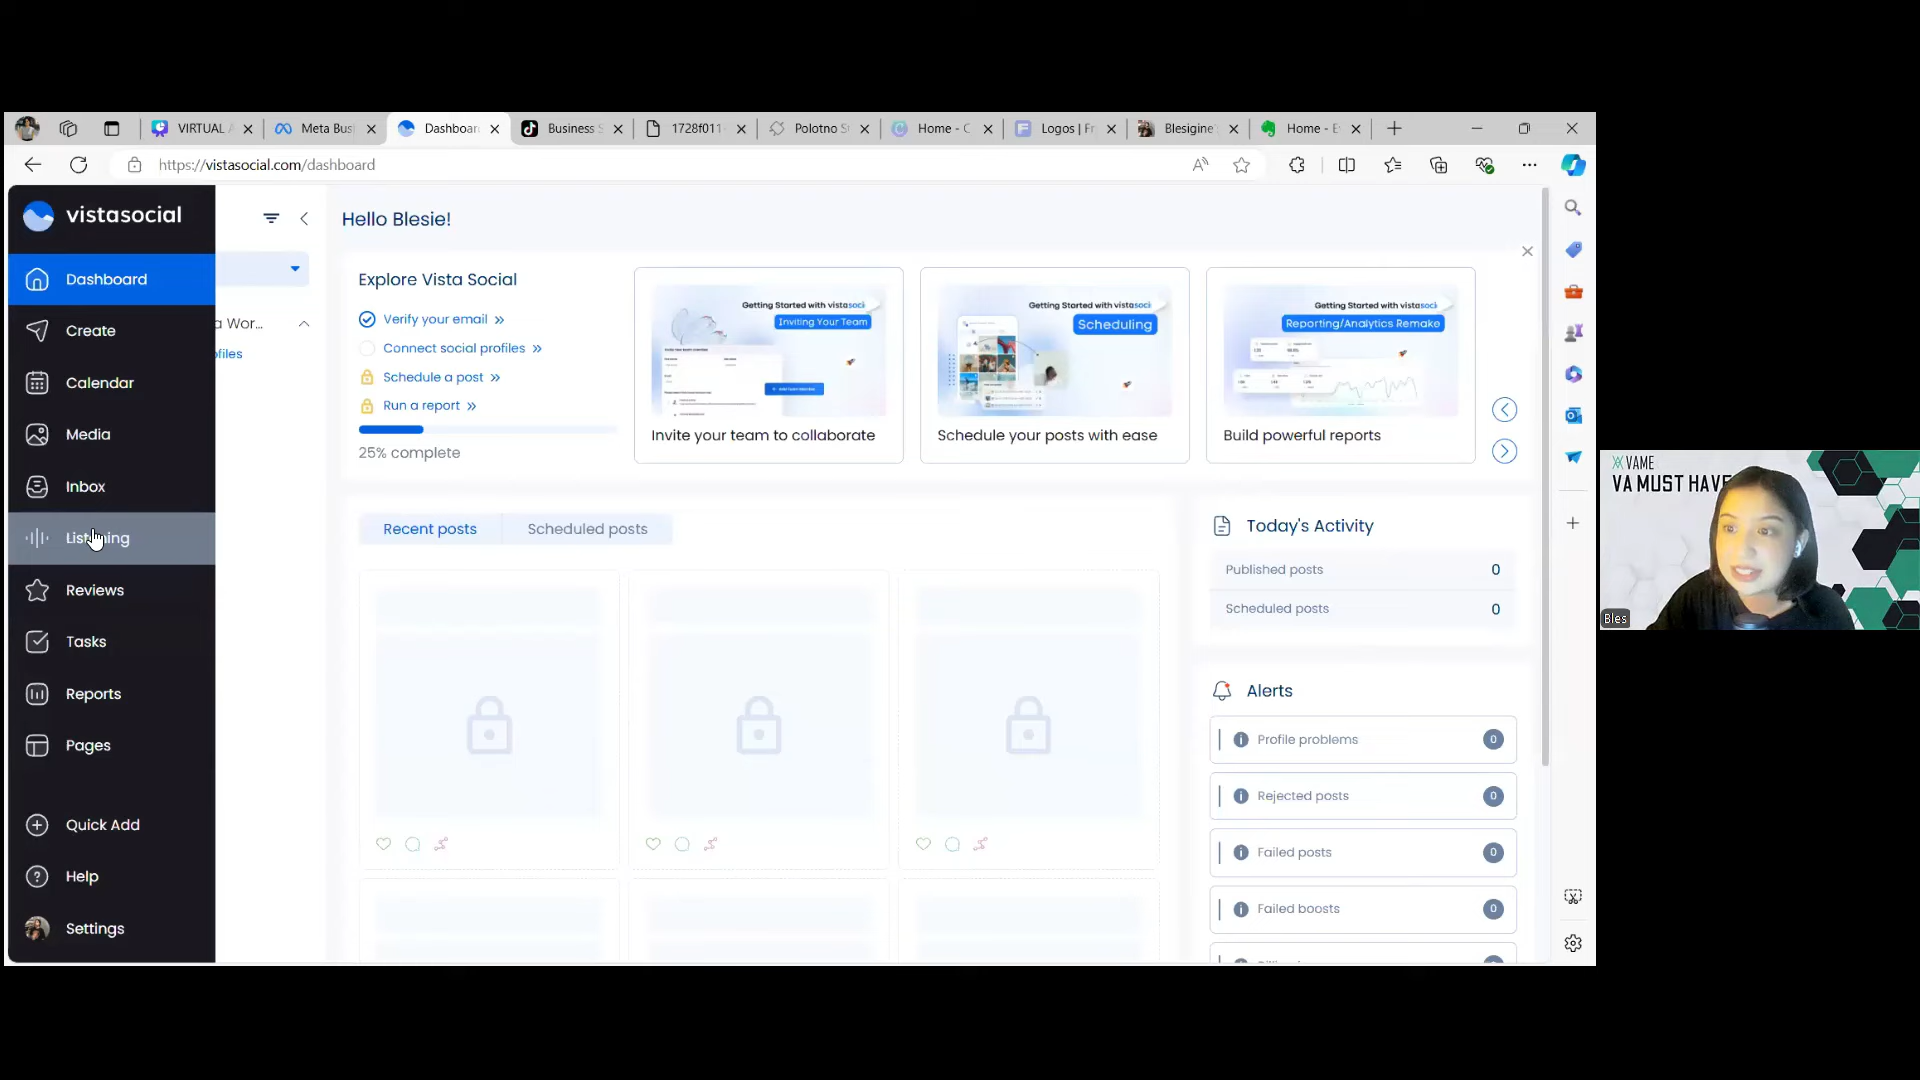 VIRTUAL A
Meta Bus
Dashboar
Business S
1728f011
Polotno S
Home - C
Logos | Fr
Blesigine'
Home - E
https://vistasocial.com/dashboard
vistasocial
Dashboard
Create
Calendar
Media
Inbox
Listening
Reviews
Tasks
Reports
Pages
Quick Add
Help
Settings
a Wor...
ofiles
Hello Blesie!
Explore Vista Social
Verify your email »
Connect social profiles »
Schedule a post »
Run a report »
25% complete
Getting Started with vistasoci
Inviting Your Team
Invite your team to collaborate
Getting Started with vistasoci
Scheduling
Schedule your posts with ease
Getting Started with vistasoci
Reporting/Analytics Remake
Build powerful reports
Recent posts
Scheduled posts
Today's Activity
Published posts 0
Scheduled posts 0
Alerts
Profile problems 0
Rejected posts 0
Failed posts 0
Failed boosts 0
VAME
VA MUST HAVE
Bles